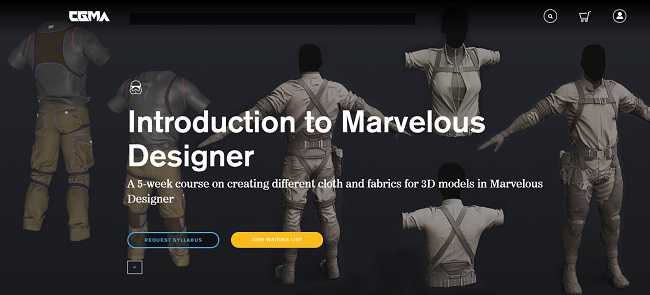 CGMA
Introduction to Marvelous
Designer
A 5-week course on creating different cloth and fabrics for 3D models in Marvelous
Designer
REQUEST SYLLABUS
JOIN WAITING LIST